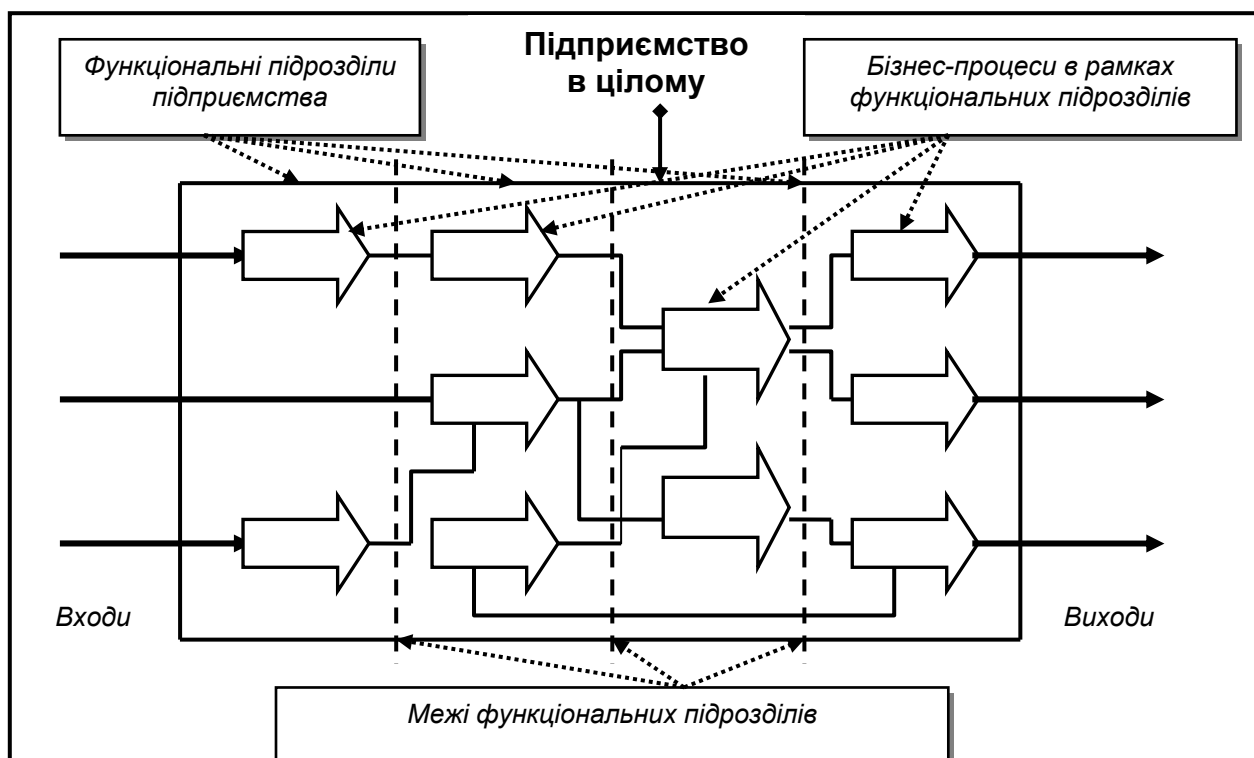 Функціональні підрозділи
підприємства
Підприємство
в цілому
Бізнес-процеси в рамках
функціональних підрозділів
Входи
Виходи
Межі функціональних підрозділів